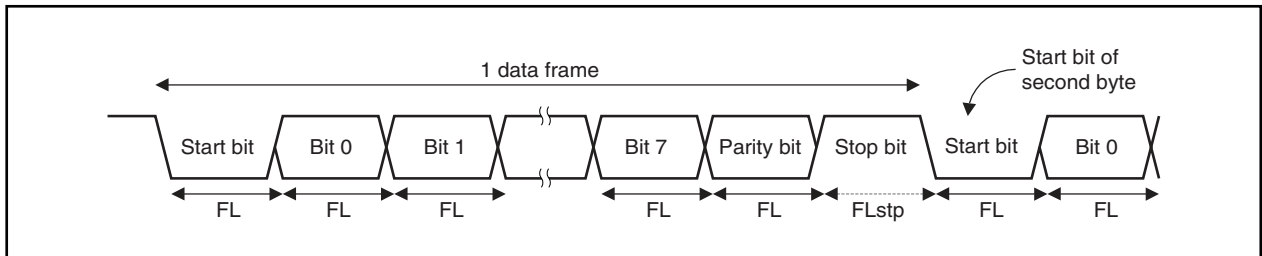 1 data frame
Start bit of
second byte
Start bit
Bit 0
Bit 1
Bit 7
Parity bit
Stop bit
Start bit
Bit 0
FL
FL
FL
FL
FL
FLstp
FL
FL